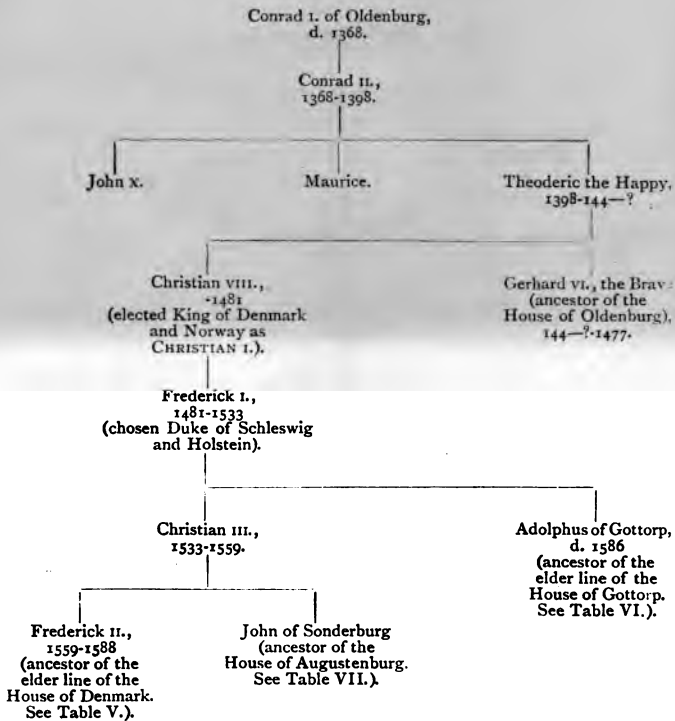 Conrad I. of Oldenburg,
d. 1368.
Conrad II.,
1368-1398.
John X.
Maurice.
Theoderic the Happy,
1398-144—?
Christian VIII.,
-1481
(elected King of Denmark
and Norway as
CHRISTIAN I.).
Gerhard VI., the Brav
(ancestor of the
House of Oldenburg),
144—?-1477.
Frederick I.,
1481-1533
(chosen Duke of Schleswig
and Holstein).
Christian III.,
1533-1559.
Adolphus of Gottorp,
d. 1586
(ancestor of the
elder line of the
House of Gottorp.
See Table VI.).
Frederick II.,
1559-1588
(ancestor of the
elder line of the
House of Denmark.
See Table V.).
John of Sonderburg
(ancestor of the
House of Augustenburg.
See Table VII.).